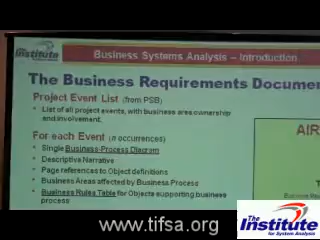 The
Institute
Business Systems Analysis – Introduction
The Business Requirements Docume
Project Event List (from PSB)
• List of all project events, with business area ownership
and involvement.
For each Event (n occurrences)
• Single Business-Process Diagram
• Descriptive Narrative
• Page references to Object definitions
• Business Areas affected by Business Process
• Business Rules Table for Objects supporting business
process
AIR
www.tifsa.org
The
Institute
for System Analysis